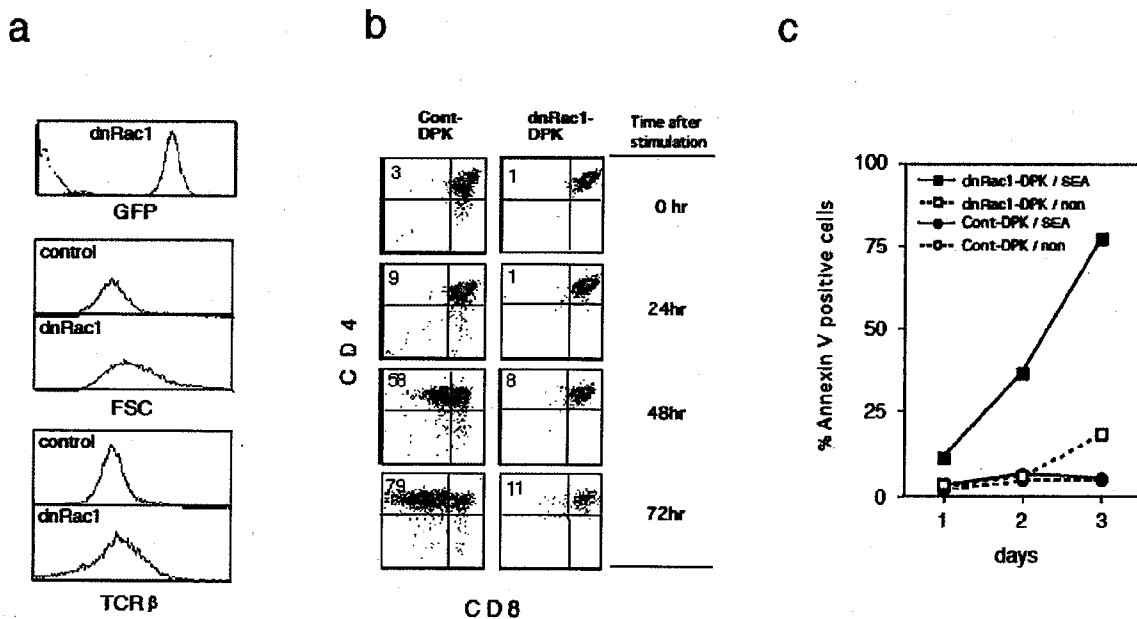 a
dnRac1
GFP
control
dnRac1
FSC
control
dnRac1
TCR β
b
Cont-
DPK
dnRac1-
DPK
Time after
stimulation
3
1
0 hr
9
1
24hr
58
8
48hr
79
11
72hr
CD4
CD8
c
100
75
50
25
0
% Annexin V positive cells
dnRac1-DPK / SEA
dnRac1-DPK / non
Cont-DPK / SEA
Cont-DPK / non
1
2
3
days